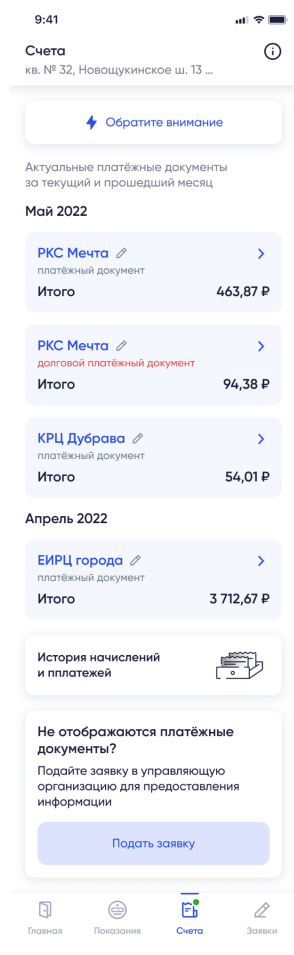 9:41
Счета
кв. № 32, Новощукинское ш. 13 ...
Обратите внимание
Актуальные платёжные документы
за текущий и прошедший месяц
Май 2022
РКС Мечта
платёжный документ
Итого 463,87 ₽
РКС Мечта
долговой платёжный документ
Итого 94,38 ₽
КРЦ Дубрава
платёжный документ
Итого 54,01 ₽
Апрель 2022
ЕИРЦ города
платёжный документ
Итого 3 712,67 ₽
История начислений
и пплатежей
Не отображаются платёжные
документы?
Подайте заявку в управляющую
организацию для предоставления
информации
Подать заявку
Главная Показания Счета Заявки